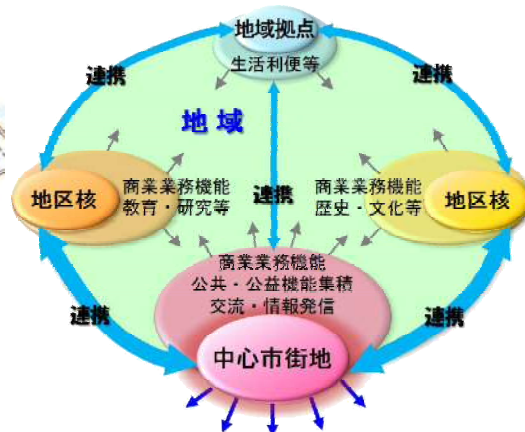 地域拠点
生活利便等
連携
連携
地域
地区核
商業業務機能
教育・研究等
連携
商業業務機能
歴史・文化等
地区核
商業業務機能
公共・公益機能集積
交流・情報発信
連携
連携
中心市街地